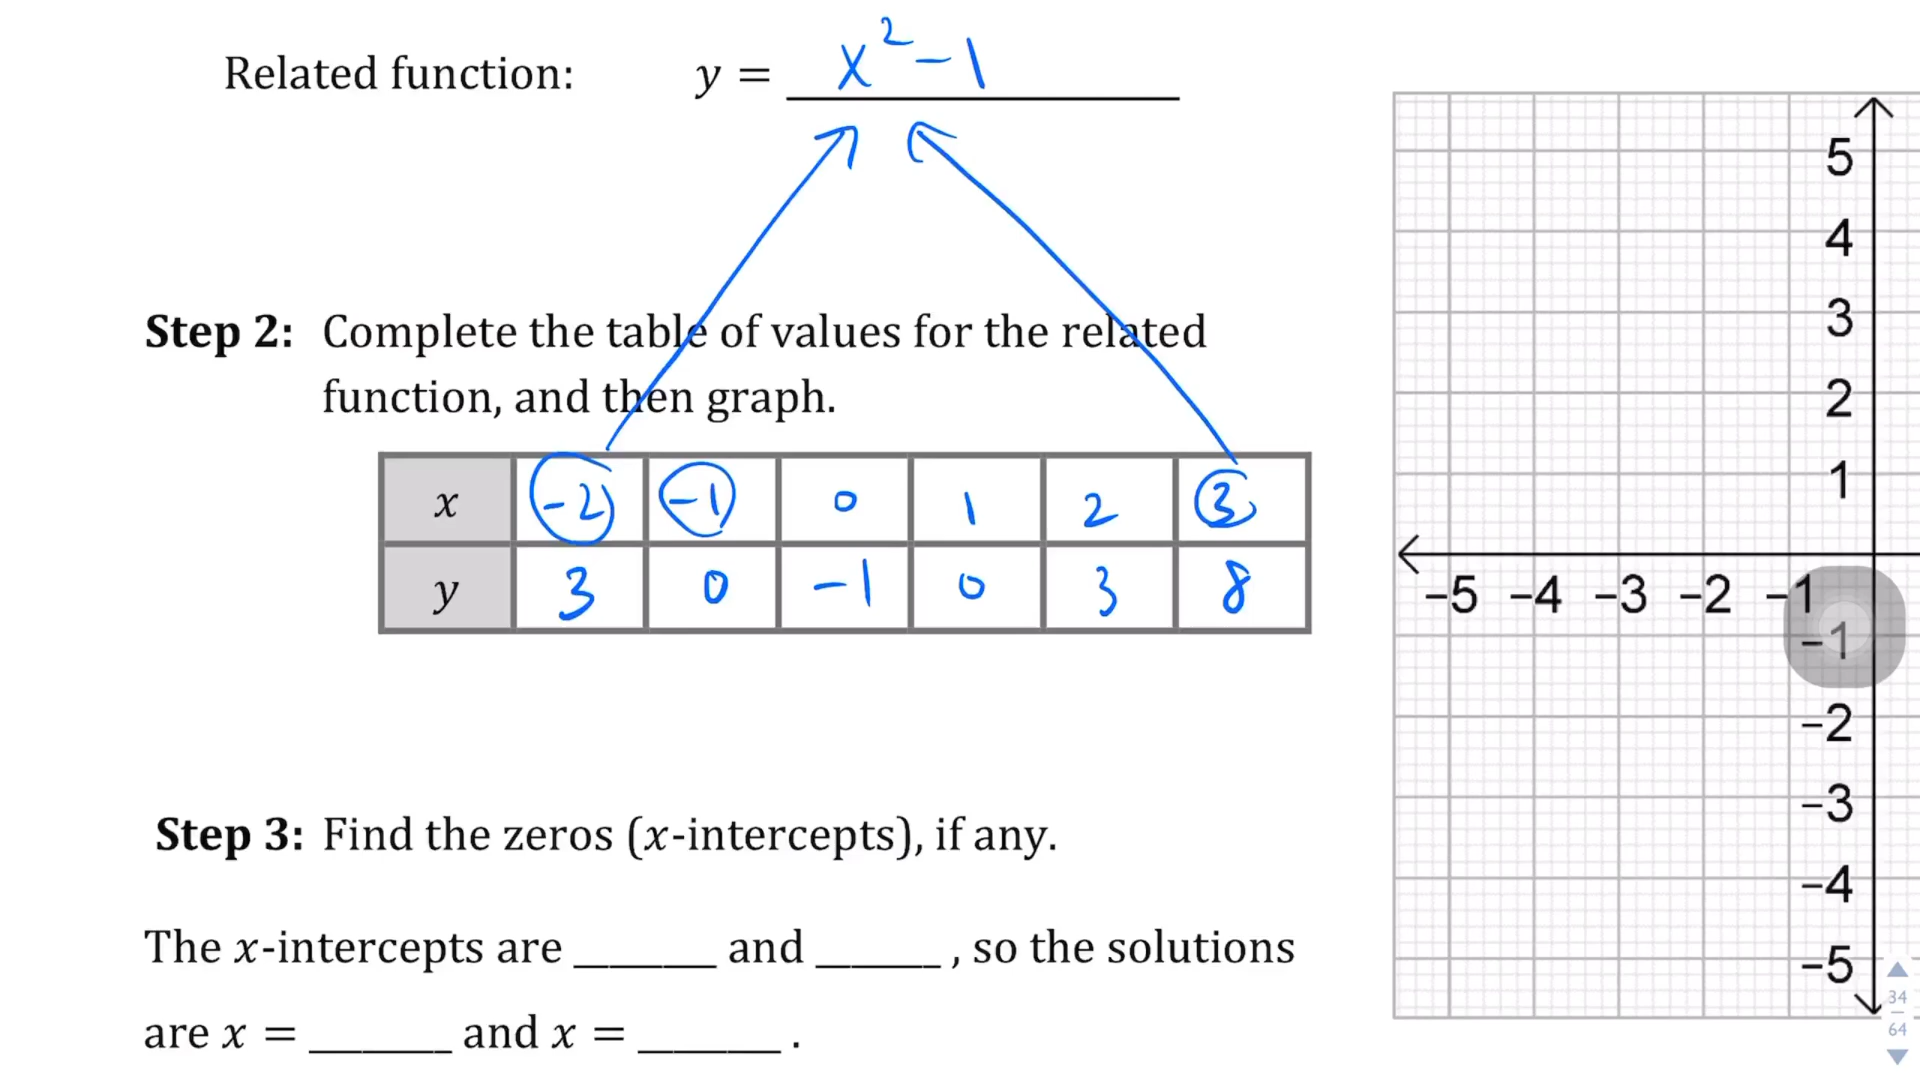 Related function: y = x² - 1
Step 2: Complete the table of values for the related
function, and then graph.
x -2 -1 0 1 2 3
y 3 0 -1 0 3 8
Step 3: Find the zeros (x-intercepts), if any.
The x-intercepts are ______ and ______ , so the solutions
are x = ______ and x = ______ .
5
4
3
2
1
−5 −4 −3 −2 −1
−1
−2
−3
−4
−5
34
64